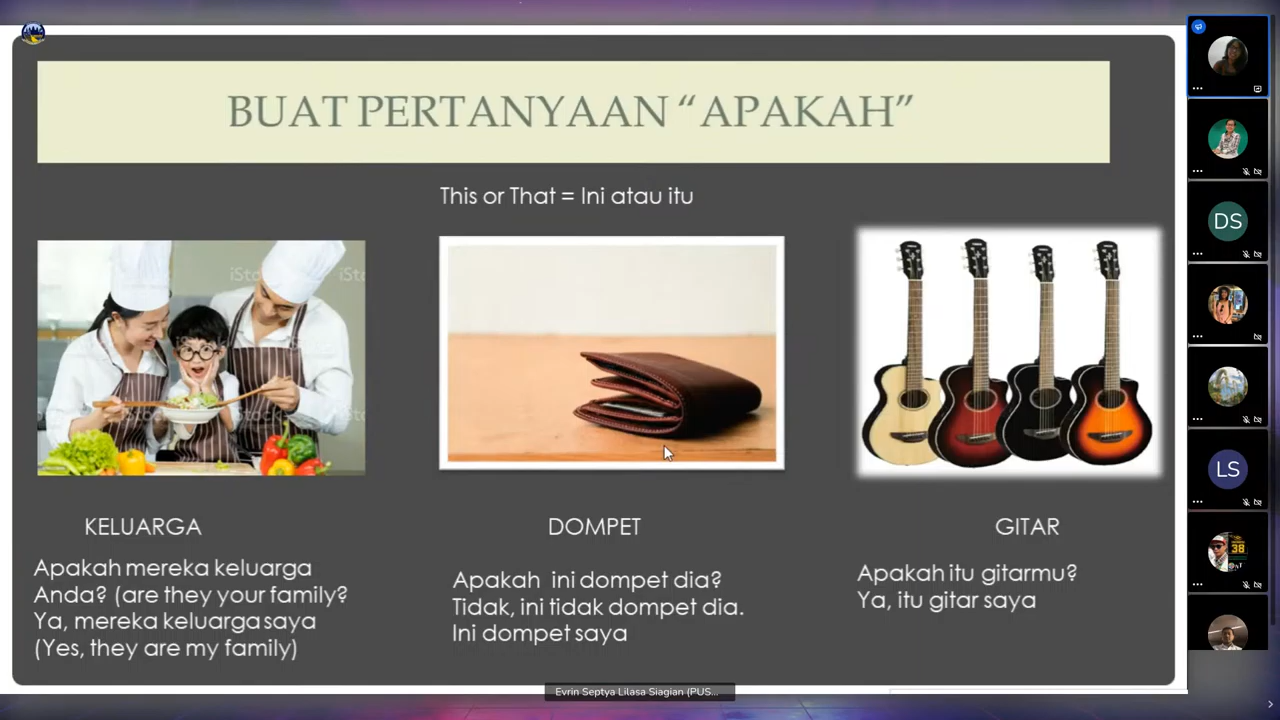 BUAT PERTANYAAN “APAKAH”
This or That = Ini atau itu
KELUARGA
Apakah mereka keluarga
Anda? (are they your family?
Ya, mereka keluarga saya
(Yes, they are my family)
DOMPET
Apakah ini dompet dia?
Tidak, ini tidak dompet dia.
Ini dompet saya
GITAR
Apakah itu gitarmu?
Ya, itu gitar saya
DS
LS
38
Evrin Septya Lilasa Siagian (PUS...